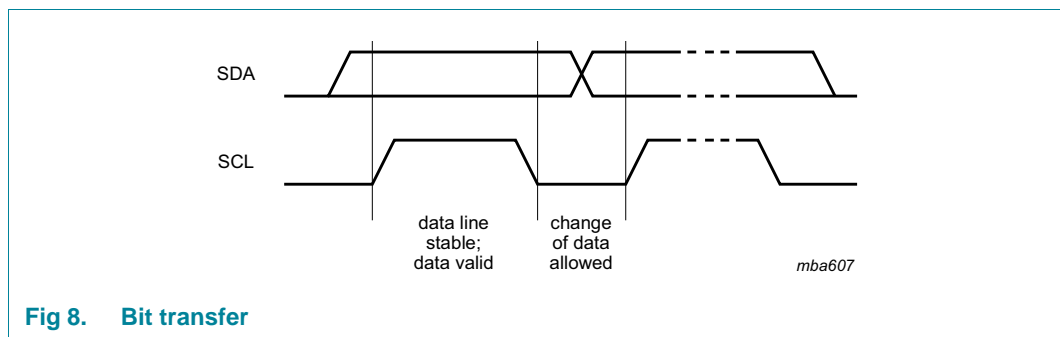 SDA
SCL
data line
stable;
data valid
change
of data
allowed
mba607
Fig 8. Bit transfer